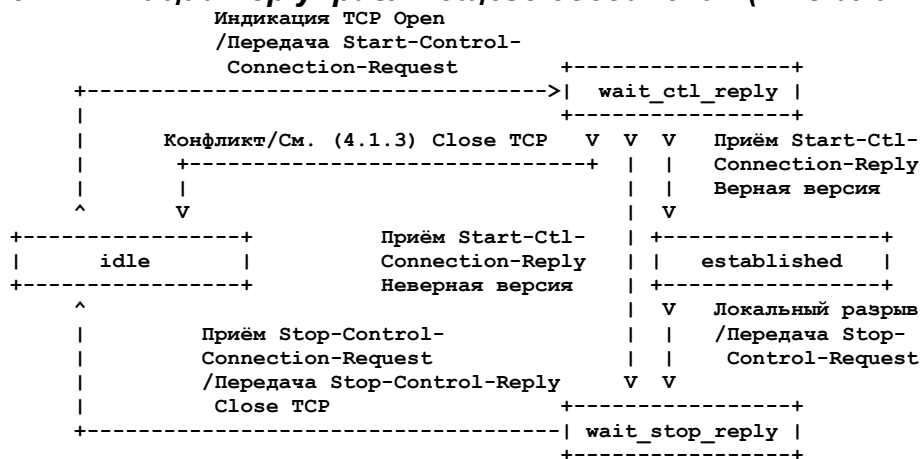 Индикация TCP Open
/Передача Start-Control-
Connection-Request
wait_ctl_reply
Конфликт/См. (4.1.3) Close TCP
Приём Start-Ctl-
Connection-Reply
Верная версия
idle
Приём Start-Ctl-
Connection-Reply
Неверная версия
established
Локальный разрыв
/Передача Stop-
Control-Request
Приём Stop-Control-
Connection-Request
/Передача Stop-Control-Reply
Close TCP
wait_stop_reply